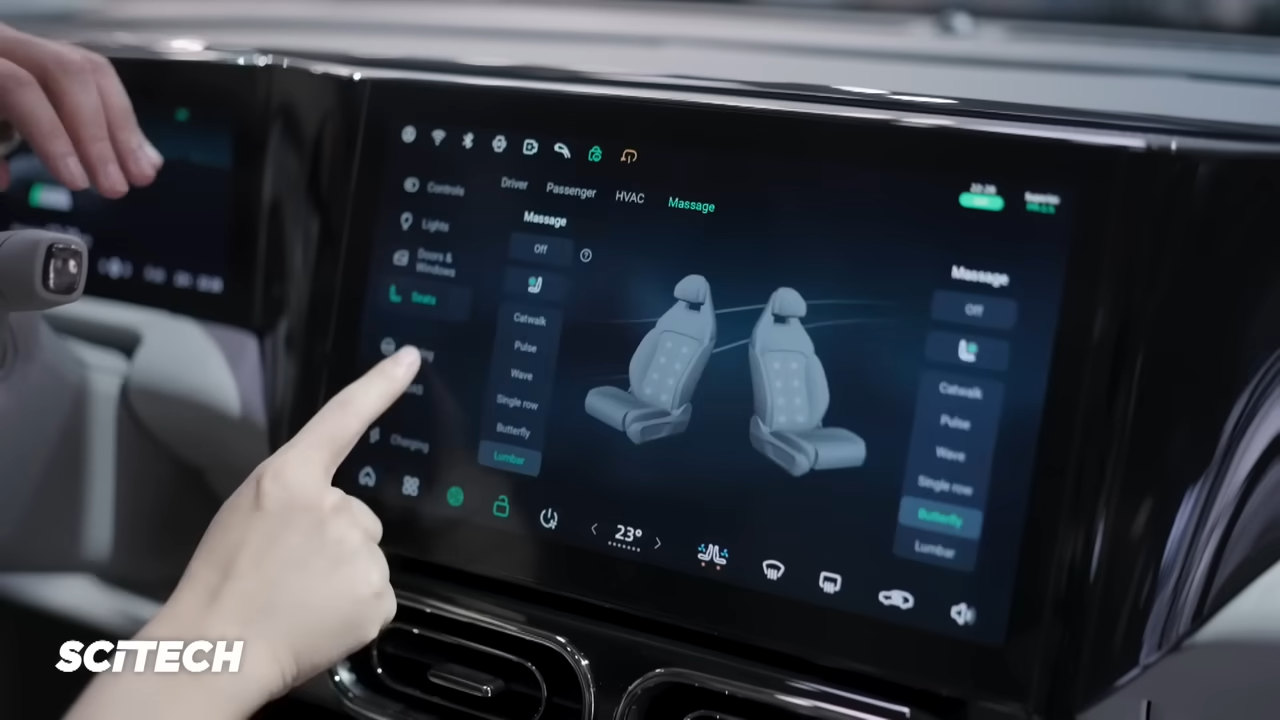 Driver
Passenger
HVAC
Massage
Controls
Lights
Doors &
Windows
Seats
Charging
Massage
Off
Catwalk
Pulse
Wave
Single row
Butterfly
Lumbar
Massage
Off
Catwalk
Pulse
Wave
Single row
Butterfly
Lumbar
23°
SCITECH